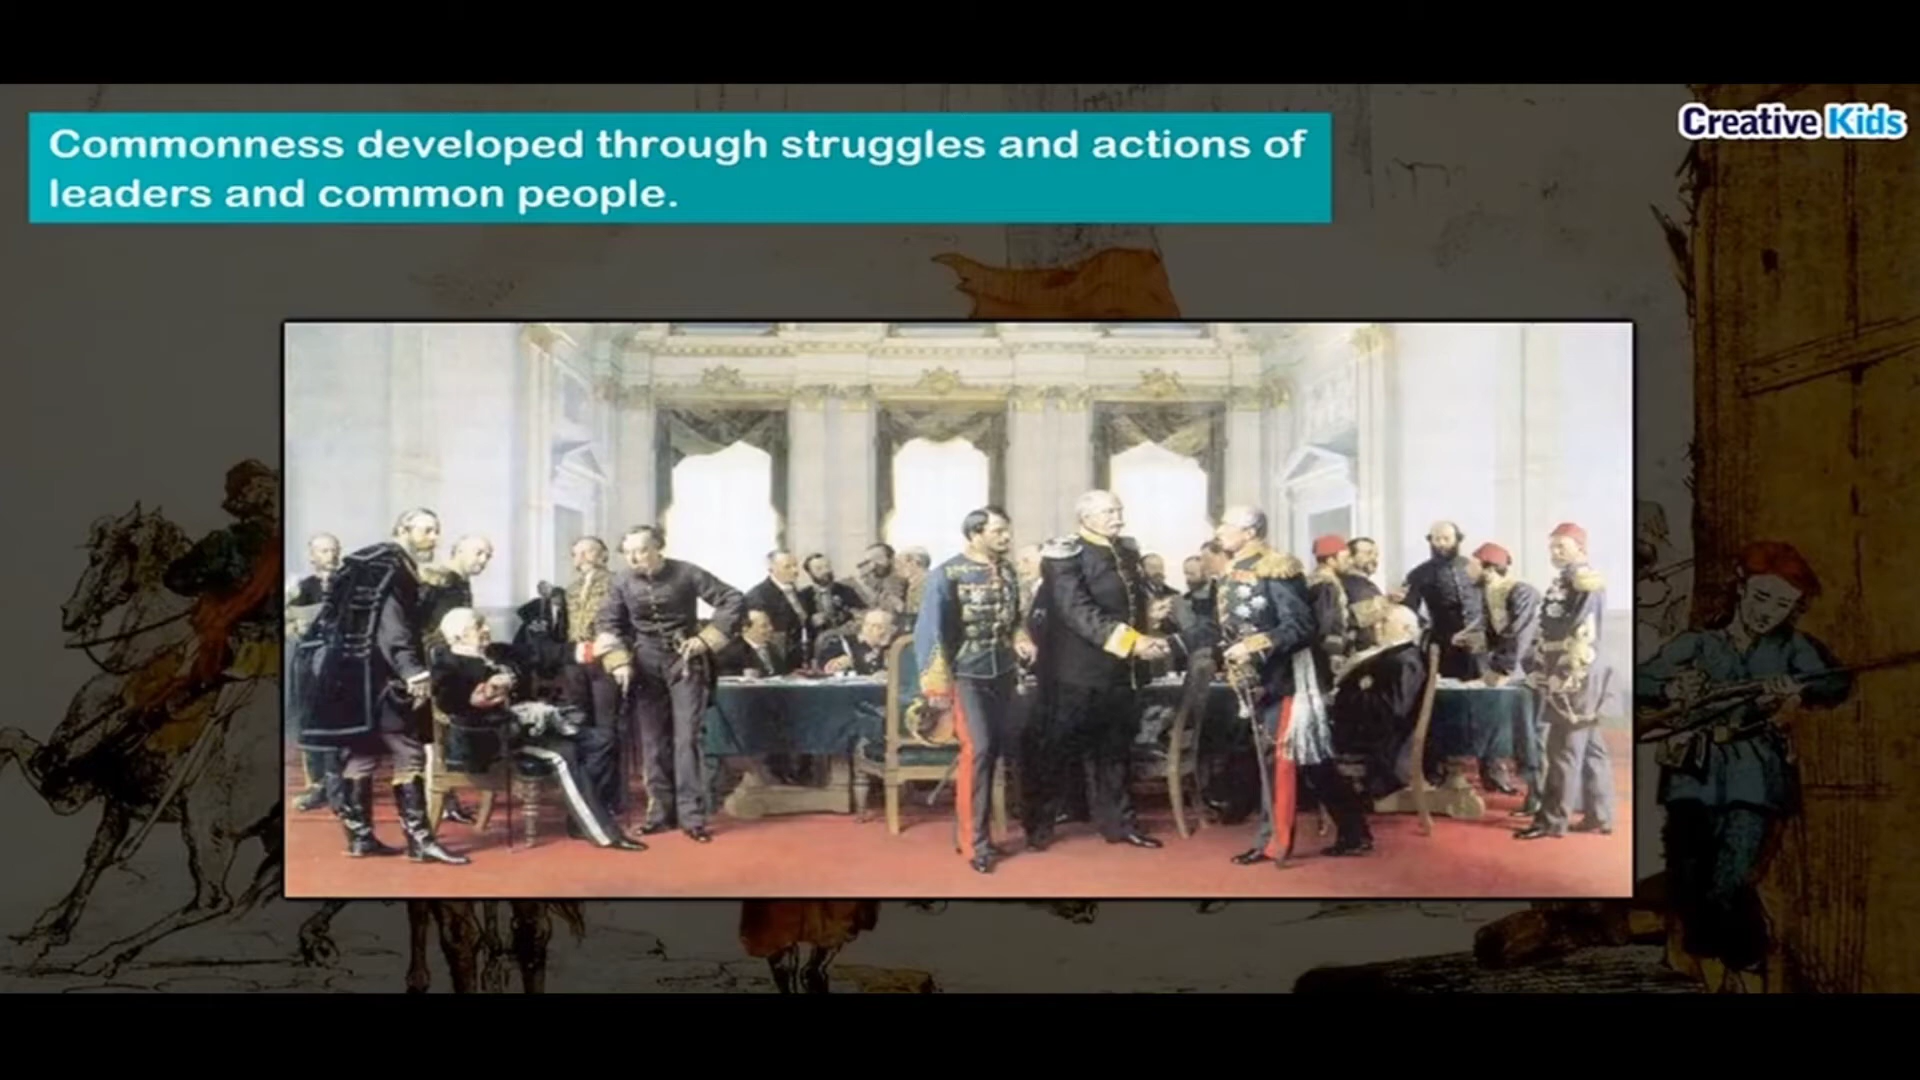 Commonness developed through struggles and actions of
leaders and common people.
Creative Kids